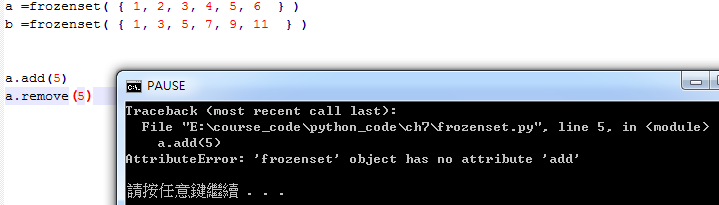 a =frozenset( { 1, 2, 3, 4, 5, 6  } )
b =frozenset( { 1, 3, 5, 7, 9, 11  } )
a.add(5)
a.remove(5)
PAUSE
Traceback (most recent call last):
  File "E:\course_code\python_code\ch7\frozenset.py", line 5, in <module>
    a.add(5)
AttributeError: 'frozenset' object has no attribute 'add'
請按任意鍵繼續 . . .